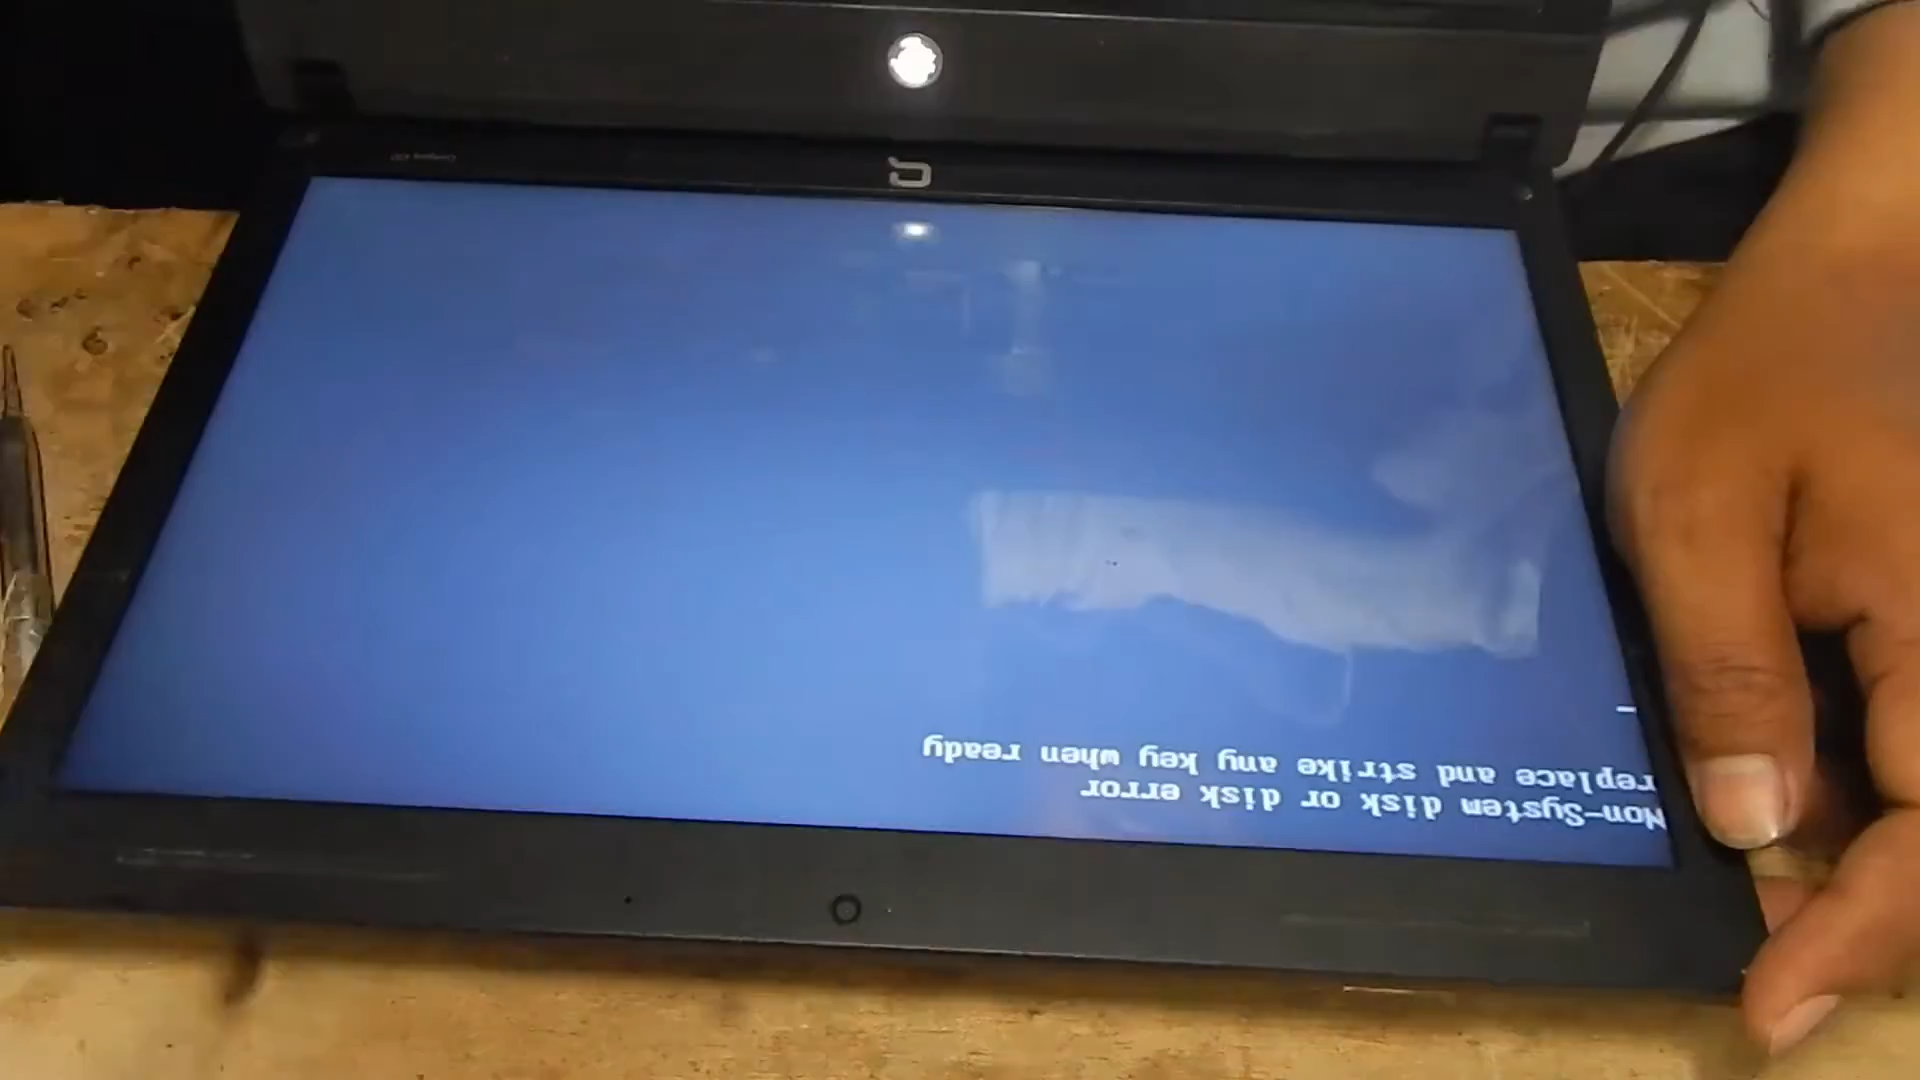 Non-System disk or disk error
replace and strike any key when ready
_